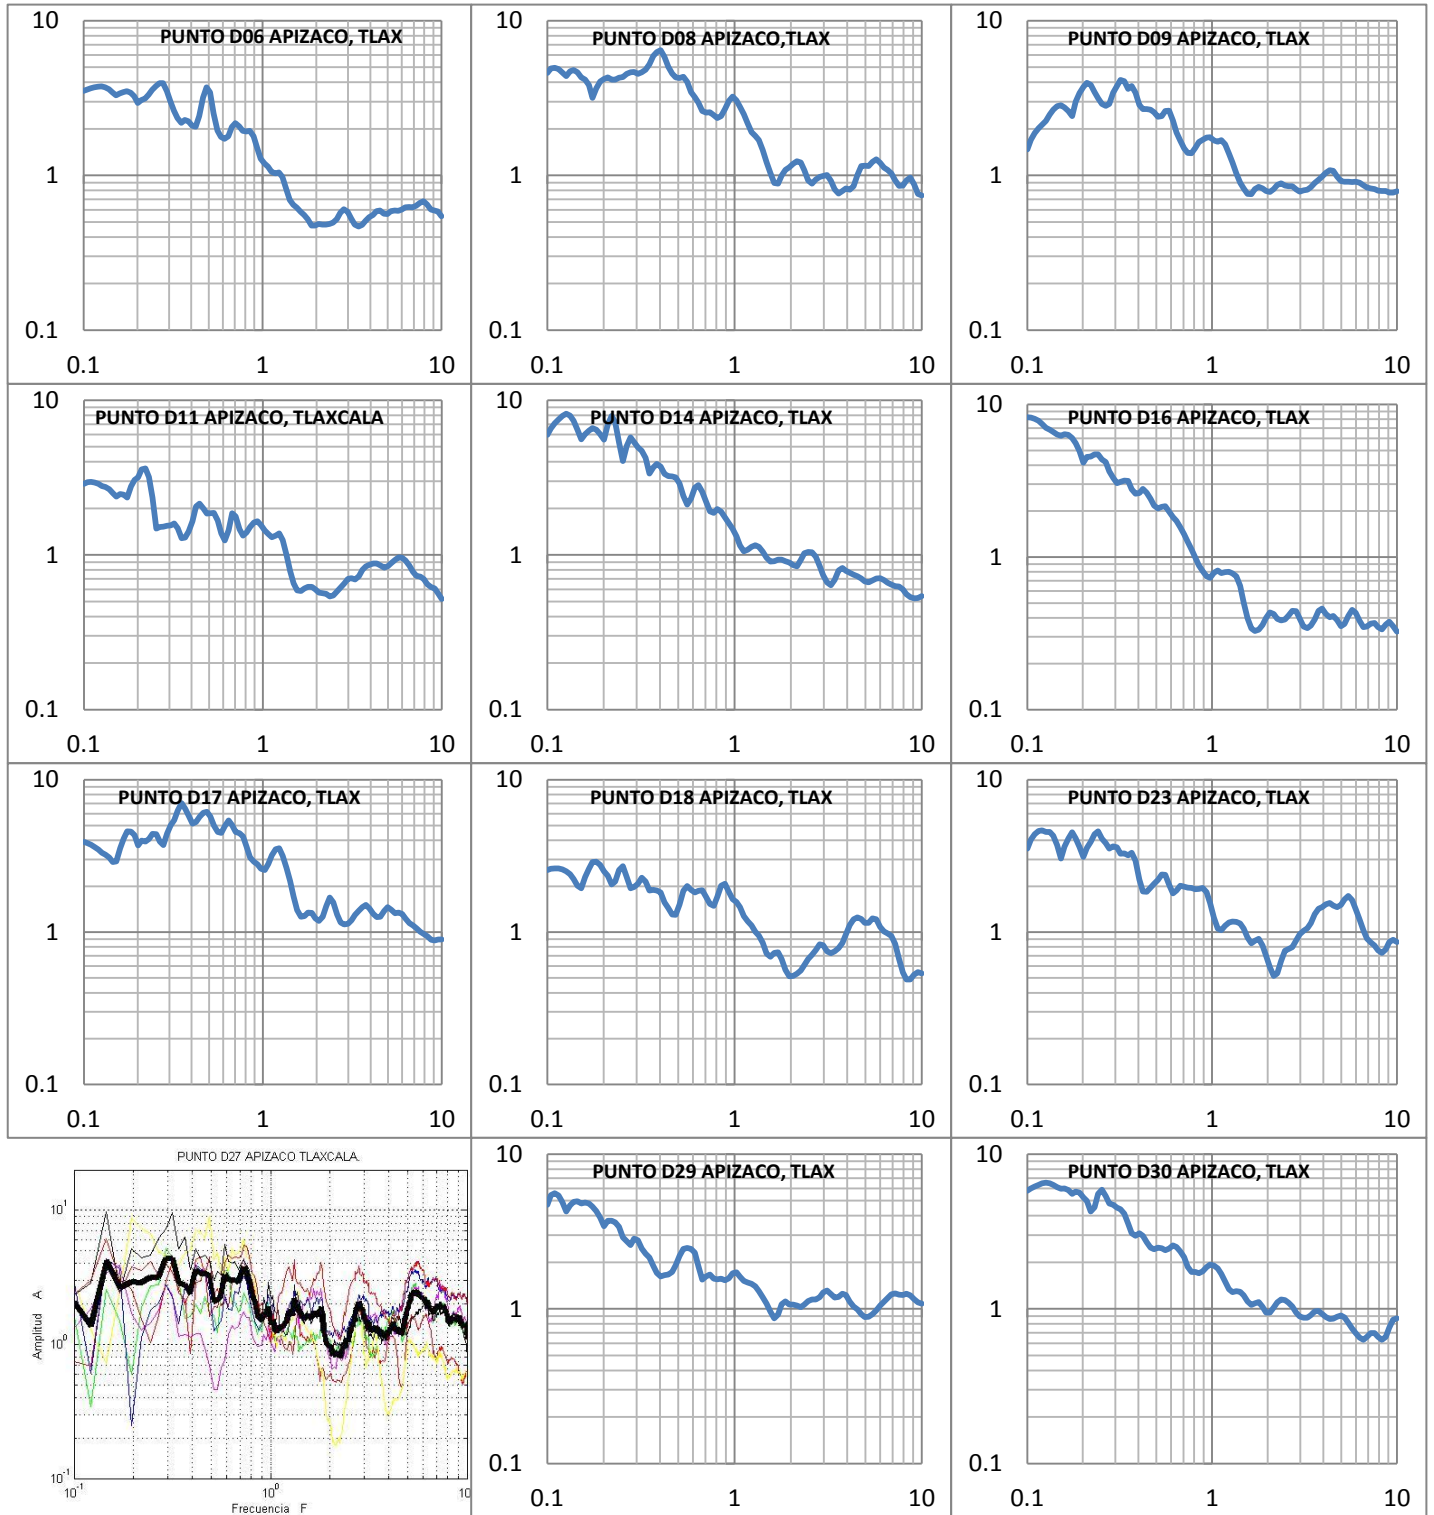 PUNTO D06 APIZACO, TLAX
10
1
0.1
0.1 1 10
PUNTO D08 APIZACO,TLAX
10
1
0.1
0.1 1 10
PUNTO D09 APIZACO, TLAX
10
1
0.1
0.1 1 10
PUNTO D11 APIZACO, TLAXCALA
10
1
0.1
0.1 1 10
PUNTO D14 APIZACO, TLAX
10
1
0.1
0.1 1 10
PUNTO D16 APIZACO, TLAX
10
1
0.1
0.1 1 10
PUNTO D17 APIZACO, TLAX
10
1
0.1
0.1 1 10
PUNTO D18 APIZACO, TLAX
10
1
0.1
0.1 1 10
PUNTO D23 APIZACO, TLAX
10
1
0.1
0.1 1 10
PUNTO D27 APIZACO TLAXCALA.
Amplitud A
10¹
10⁰
10⁻¹
10⁻¹ 10⁰ 10
Frecuencia F
PUNTO D29 APIZACO, TLAX
10
1
0.1
0.1 1 10
PUNTO D30 APIZACO, TLAX
10
1
0.1
0.1 1 10